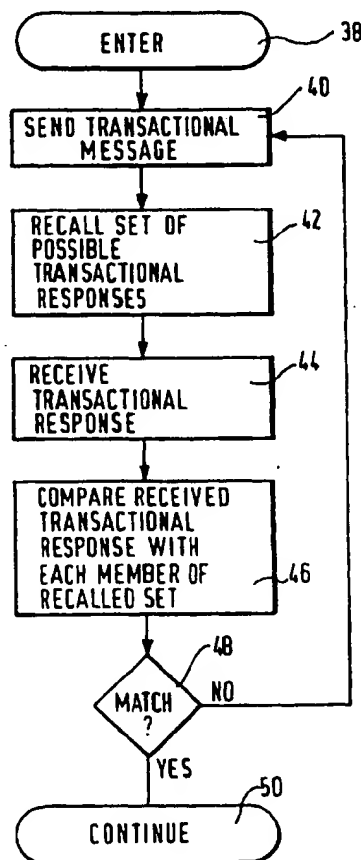 ENTER
38
40
SEND TRANSACTIONAL
MESSAGE
RECALL SET OF
POSSIBLE
TRANSACTIONAL
RESPONSES
42
RECEIVE
TRANSACTIONAL
RESPONSE
44
COMPARE RECEIVED
TRANSACTIONAL
RESPONSE WITH
EACH MEMBER OF
RECALLED SET
46
48
MATCH
?
NO
YES
50
CONTINUE